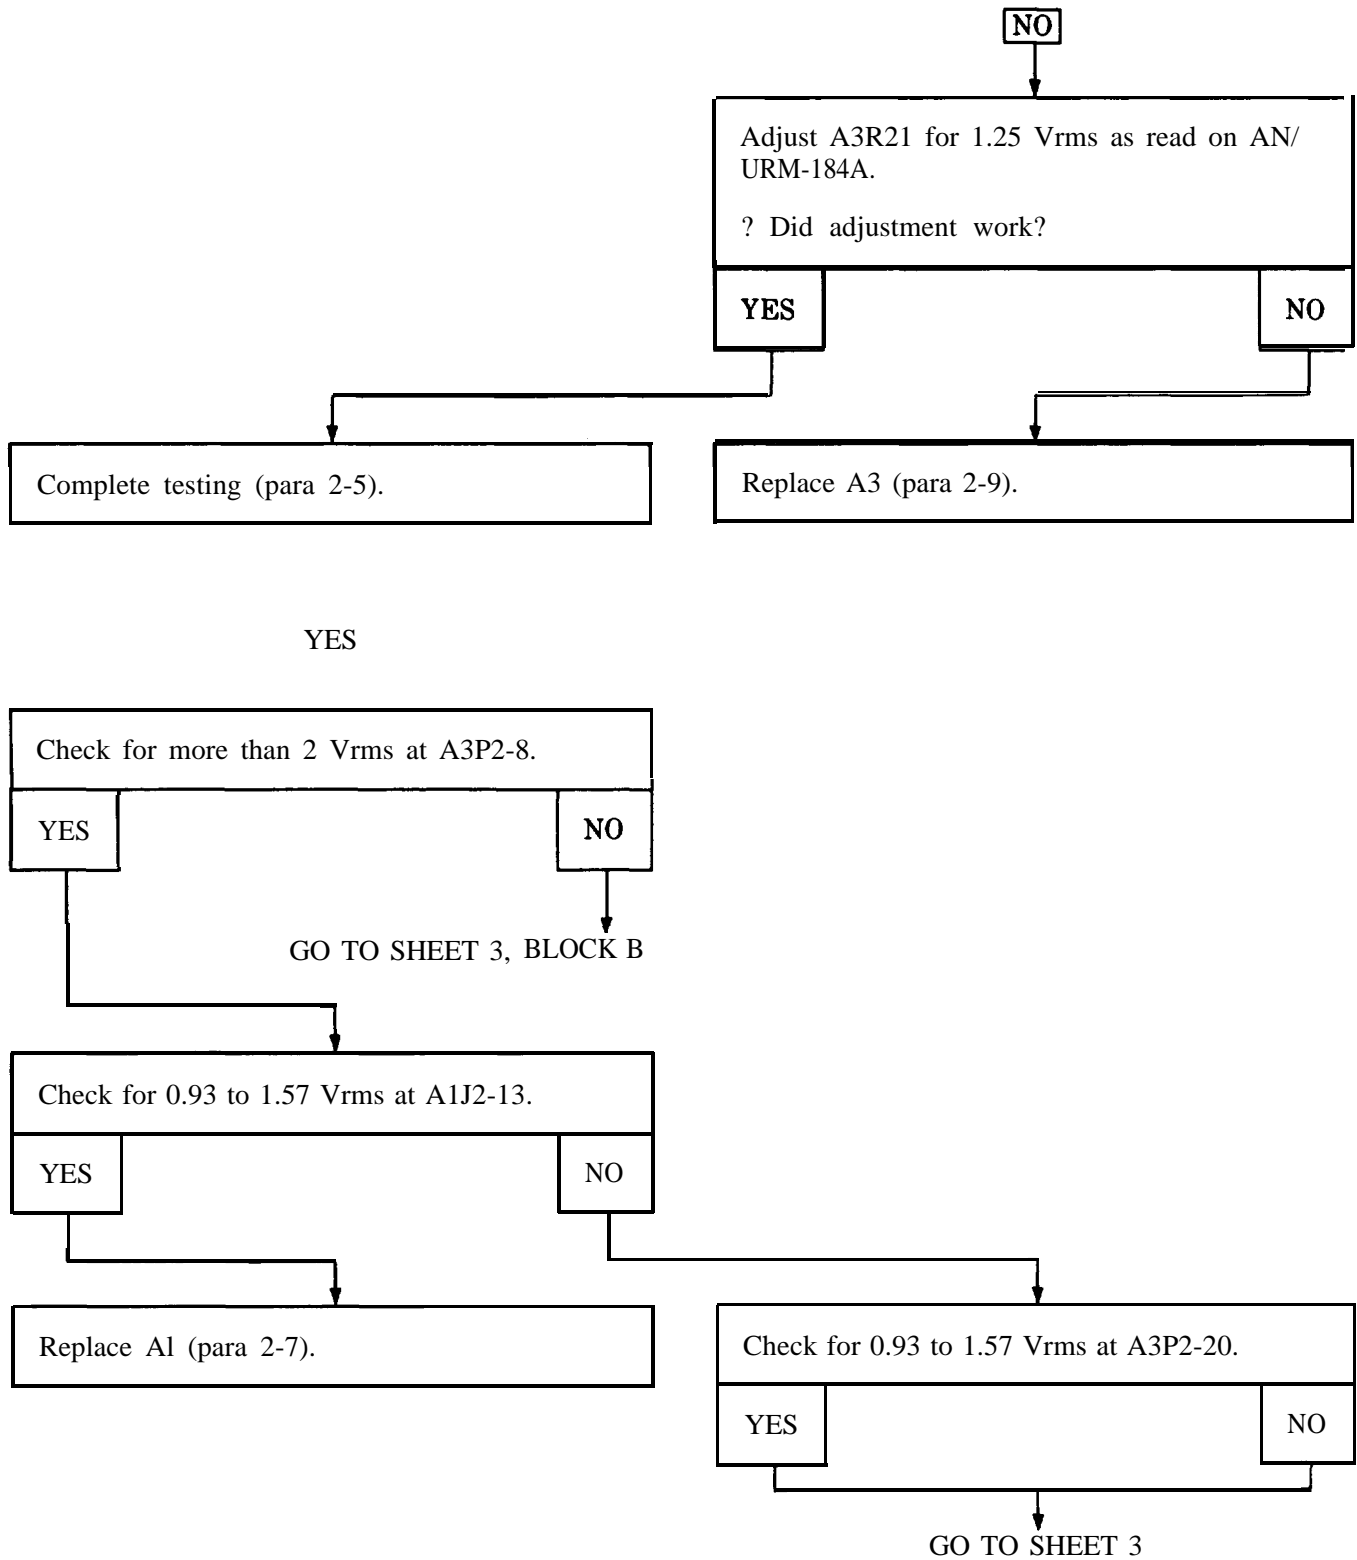 NO
Adjust A3R21 for 1.25 Vrms as read on AN/
URM-184A.
? Did adjustment work?
YES
NO
Complete testing (para 2-5).
Replace A3 (para 2-9).
YES
Check for more than 2 Vrms at A3P2-8.
YES
NO
GO TO SHEET 3, BLOCK B
Check for 0.93 to 1.57 Vrms at A1J2-13.
YES
NO
Replace Al (para 2-7).
Check for 0.93 to 1.57 Vrms at A3P2-20.
YES
NO
GO TO SHEET 3